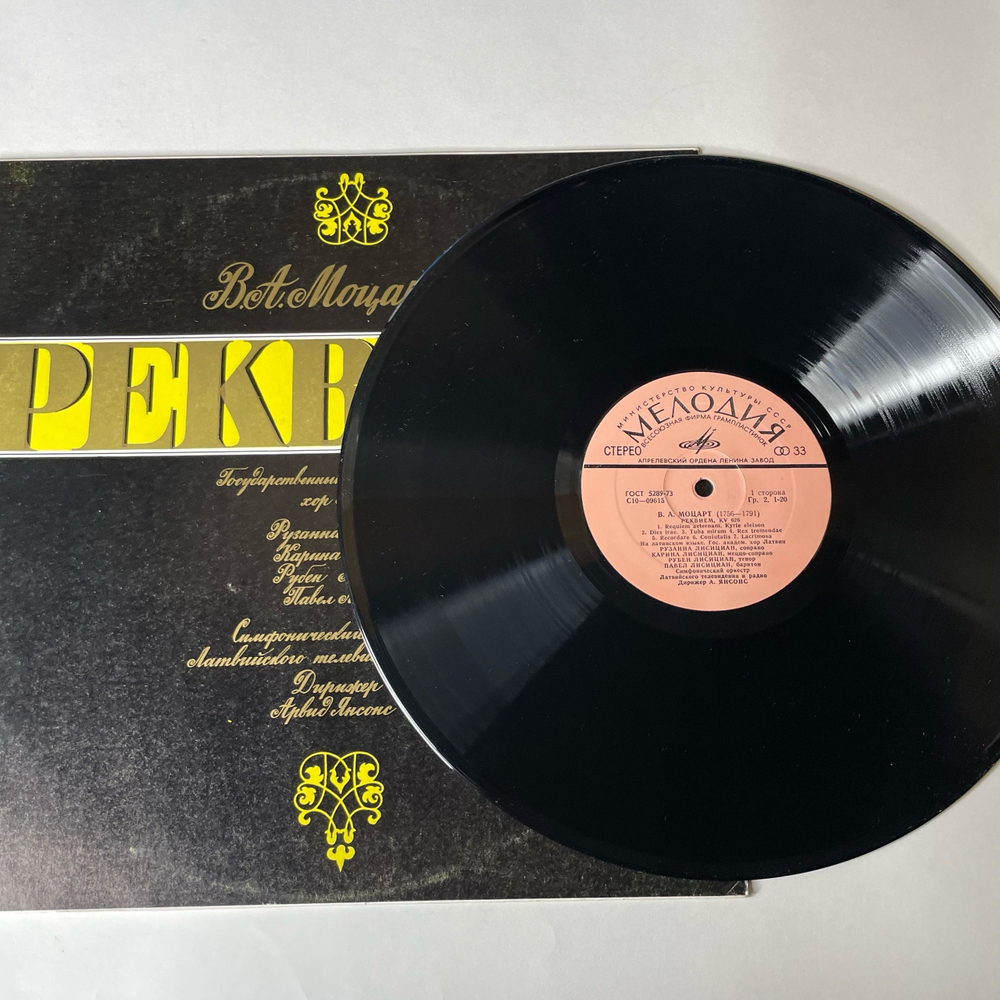 В.А.Моца
РЕКВ
Государственный
хор
Рузанн
Карина
Рубен
Павел
Симфонический
Латвийского телеви
Дирижер
Арвид Янсонс
МИНИСТЕРСТВО КУЛЬТУРЫ СССР
МЕЛОДИЯ
ВСЕСОЮЗНАЯ ФИРМА ГРАМПЛАСТИНОК
СТЕРЕО 33
АПРЕЛЕВСКИЙ ОРДЕНА ЛЕНИНА ЗАВОД
ГОСТ 5289-73 1 сторона
С10—09615 Гр. 2, 1-20
В. А. МОЦАРТ (1756—1791)
РЕКВИЕМ, KV 626
1. Requiem aeternam, Kyrie eleison
2. Dies irae. 3. Tuba mirum 4. Rex tremendae
5. Recordare 6. Confutatis 7. Lacrimosa
На латинском языке. Гос. академ. хор Латвии
РУЗАННА ЛИСИЦИАН, сопрано
КАРИНА ЛИСИЦИАН, меццо-сопрано
РУБЕН ЛИСИЦИАН, тенор
ПАВЕЛ ЛИСИЦИАН, баритон
Симфонический оркестр
Латвийского телевидения и радио
Дирижер А. ЯНСОНС